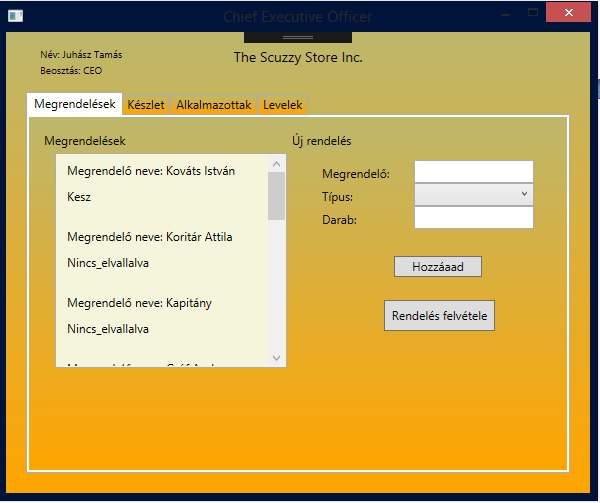 Chief Executive Officer
Név: Juhász Tamás
Beosztás: CEO
The Scuzzy Store Inc.
Megrendelések Készlet Alkalmazottak Levelek
Megrendelések
Megrendelő neve: Kováts István
Kesz
Megrendelő neve: Koritár Attila
Nincs_elvallalva
Megrendelő neve: Kapitány
Nincs_elvallalva
Új rendelés
Megrendelő:
Típus:
Darab:
Hozzáaad
Rendelés felvétele